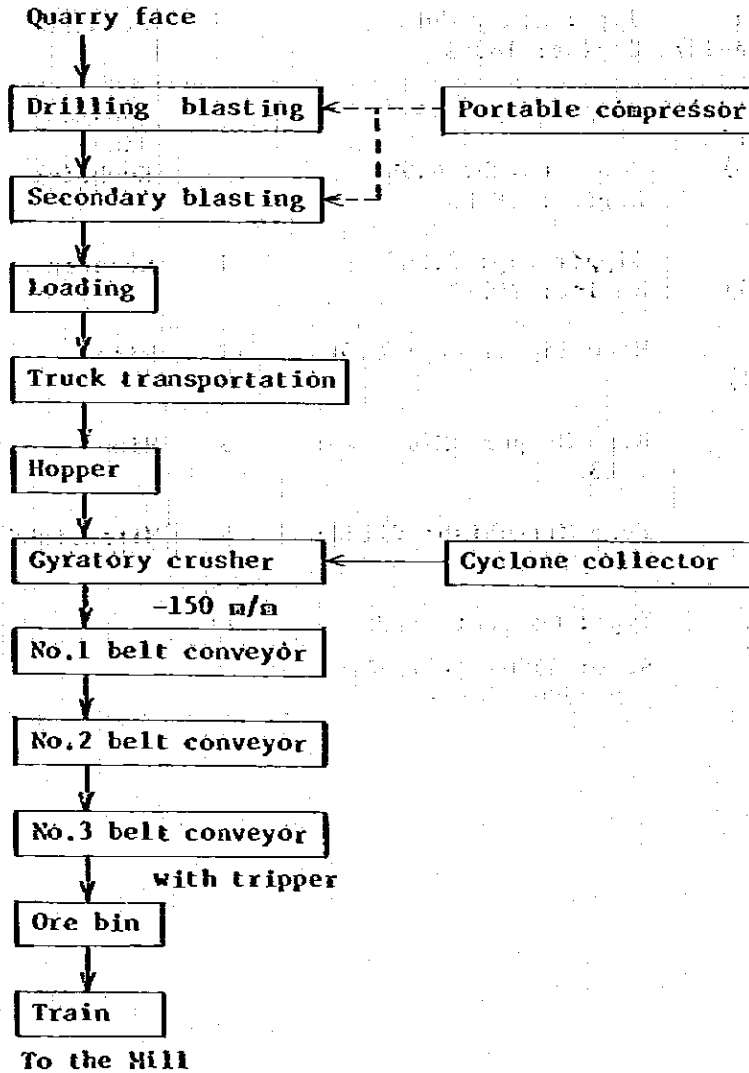 Quarry face
Drilling blasting
Portable compressor
Secondary blasting
Loading
Truck transportation
Hopper
Gyratory crusher
Cyclone collector
-150 m/m
No.1 belt conveyor
No.2 belt conveyor
No.3 belt conveyor
with tripper
Ore bin
Train
To the Mill